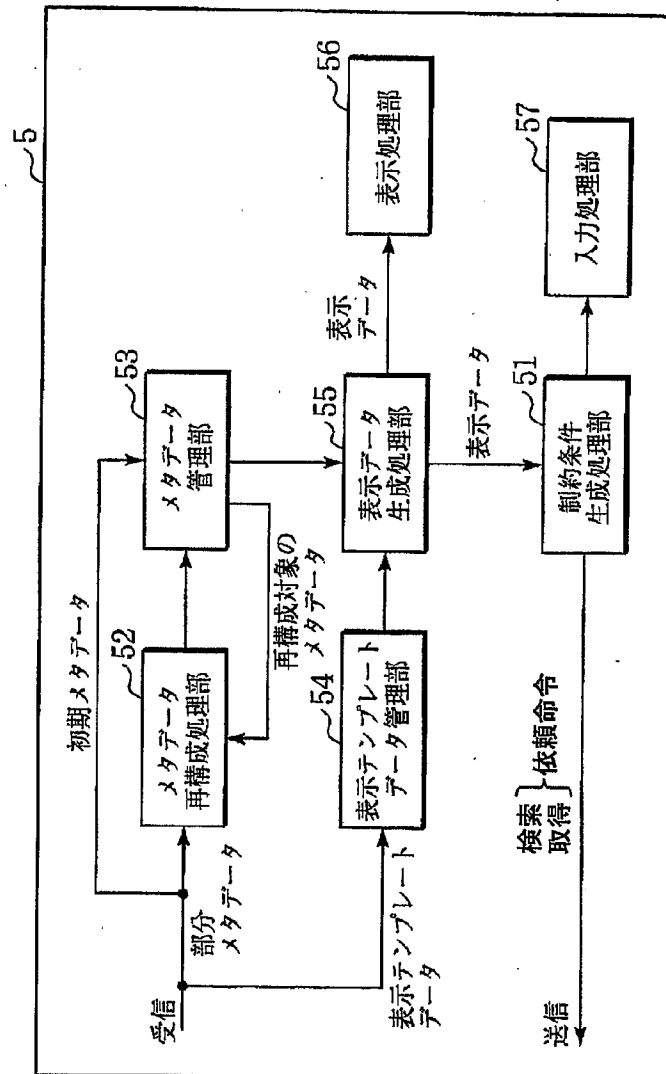 5
受信
部分
メタデータ
初期メタデータ
52
メタデータ
再構成処理部
53
メタデータ
管理部
再構成対象の
メタデータ
表示テンプレート
データ
54
表示テンプレート
データ管理部
55
表示データ
生成処理部
表示
データ
56
表示処理部
表示データ
51
制約条件
生成処理部
57
入力処理部
検索
取得
依頼命令
送信